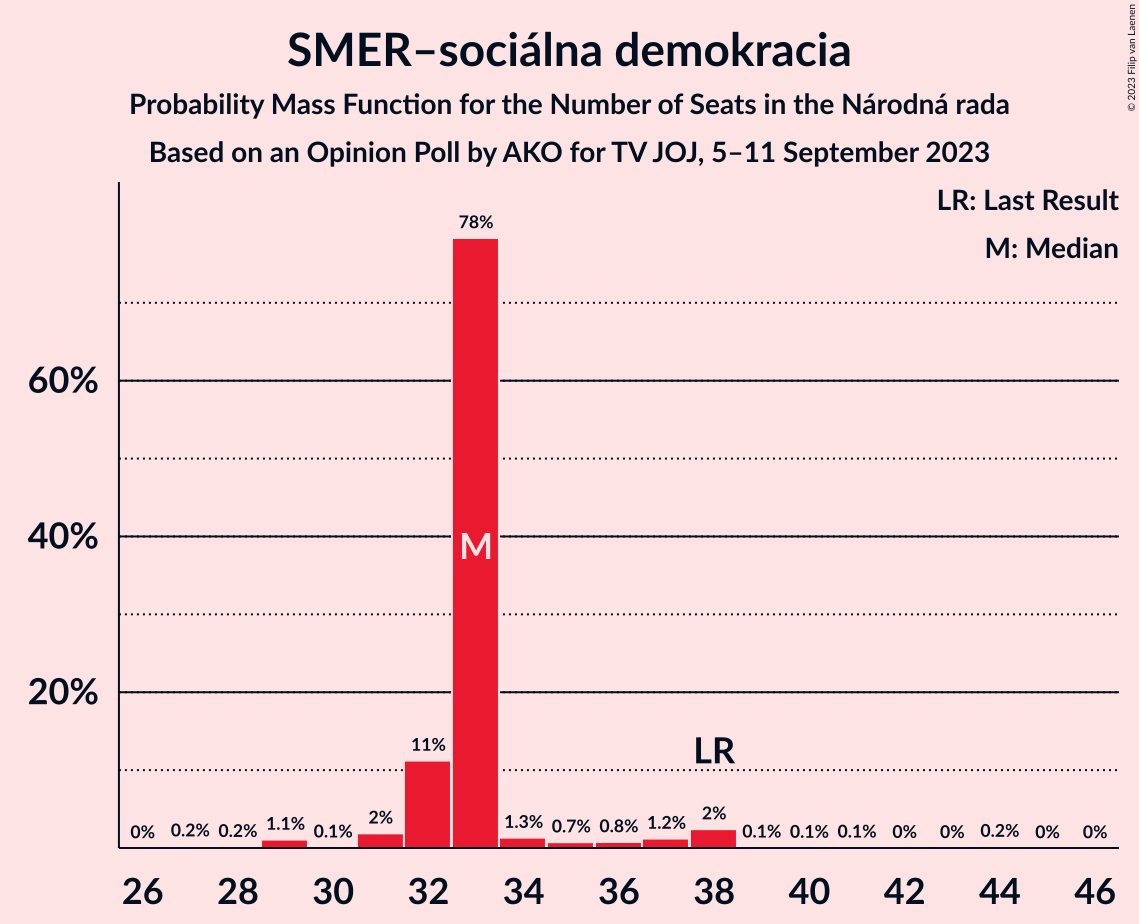 SMER–sociálna demokracia
Probability Mass Function for the Number of Seats in the Národná rada
Based on an Opinion Poll by AKO for TV JOJ, 5–11 September 2023
© 2023 Filip van Laenen
LR: Last Result
M: Median
78%
60%
40%
M
20%
LR
0% 0.2% 0.2% 1.1% 0.1% 2% 11% 1.3% 0.7% 0.8% 1.2% 2% 0.1% 0.1% 0.1% 0% 0% 0.2% 0% 0%
26 28 30 32 34 36 38 40 42 44 46